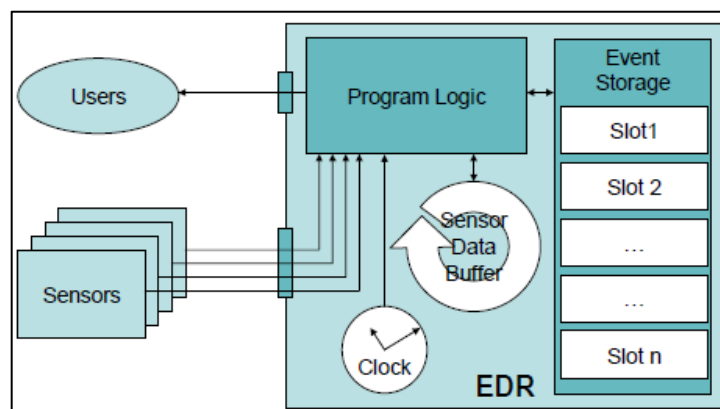 Users
Program Logic
Event
Storage
Slot1
Slot 2
...
...
Slot n
Sensor
Data
Buffer
Sensors
Clock
EDR